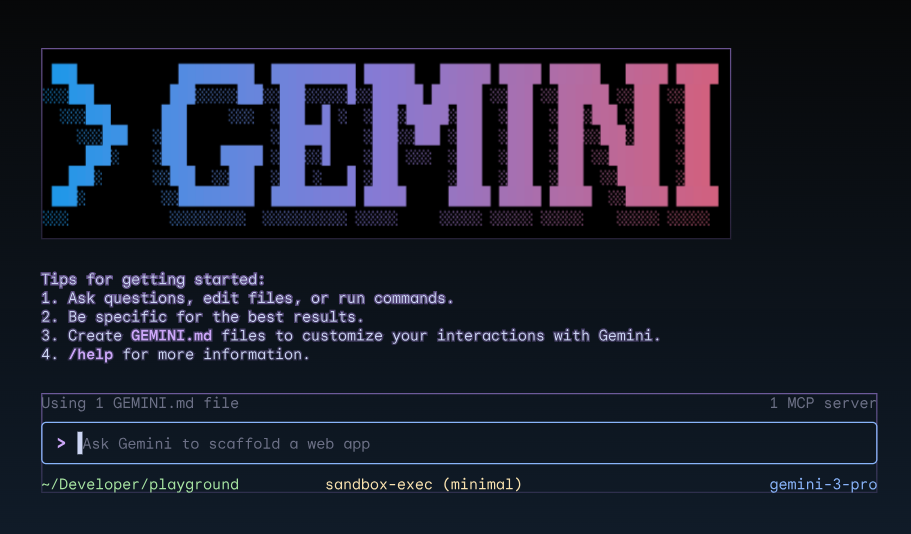 > GEMINI
Tips for getting started:
1. Ask questions, edit files, or run commands.
2. Be specific for the best results.
3. Create GEMINI.md files to customize your interactions with Gemini.
4. /help for more information.
Using 1 GEMINI.md file 1 MCP server
> Ask Gemini to scaffold a web app
~/Developer/playground sandbox-exec (minimal) gemini-3-pro